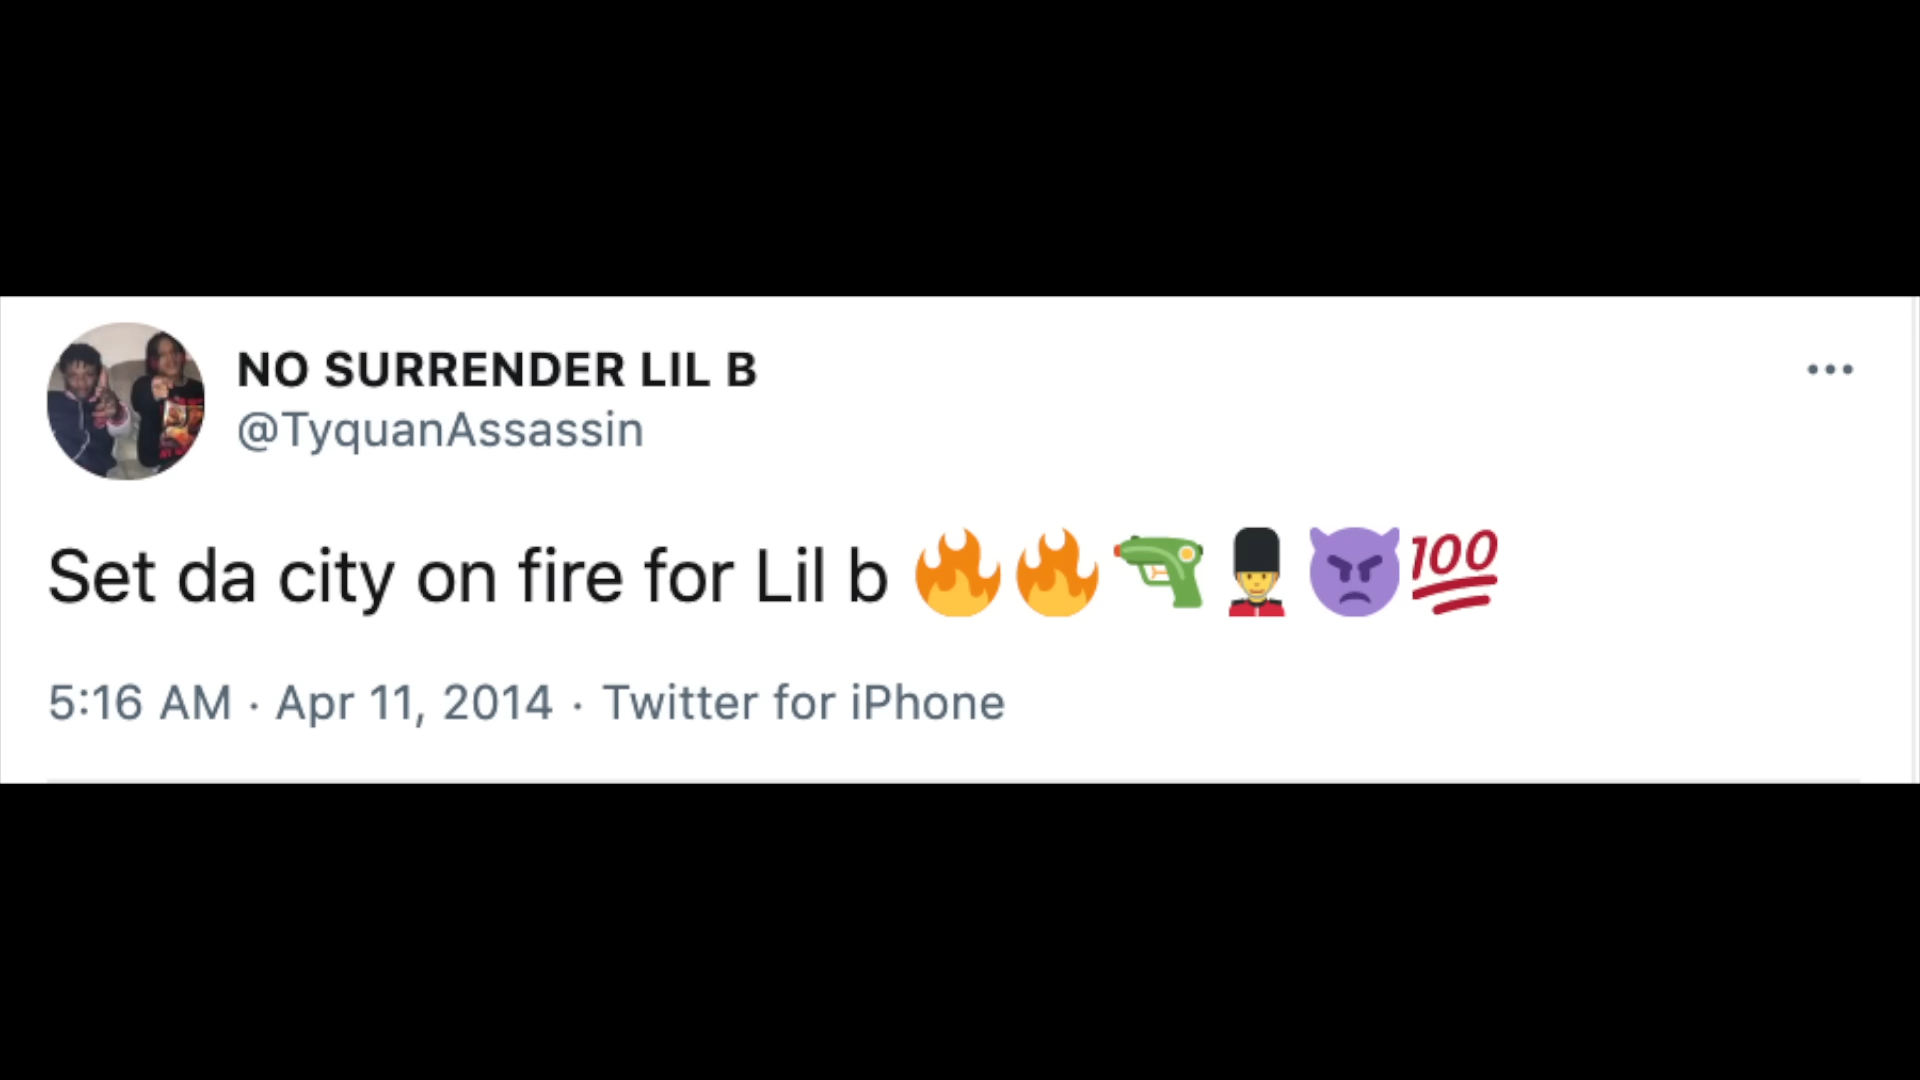 NO SURRENDER LIL B
@TyquanAssassin
Set da city on fire for Lil b 🔥🔥🔫💂👿💯
5:16 AM · Apr 11, 2014 · Twitter for iPhone